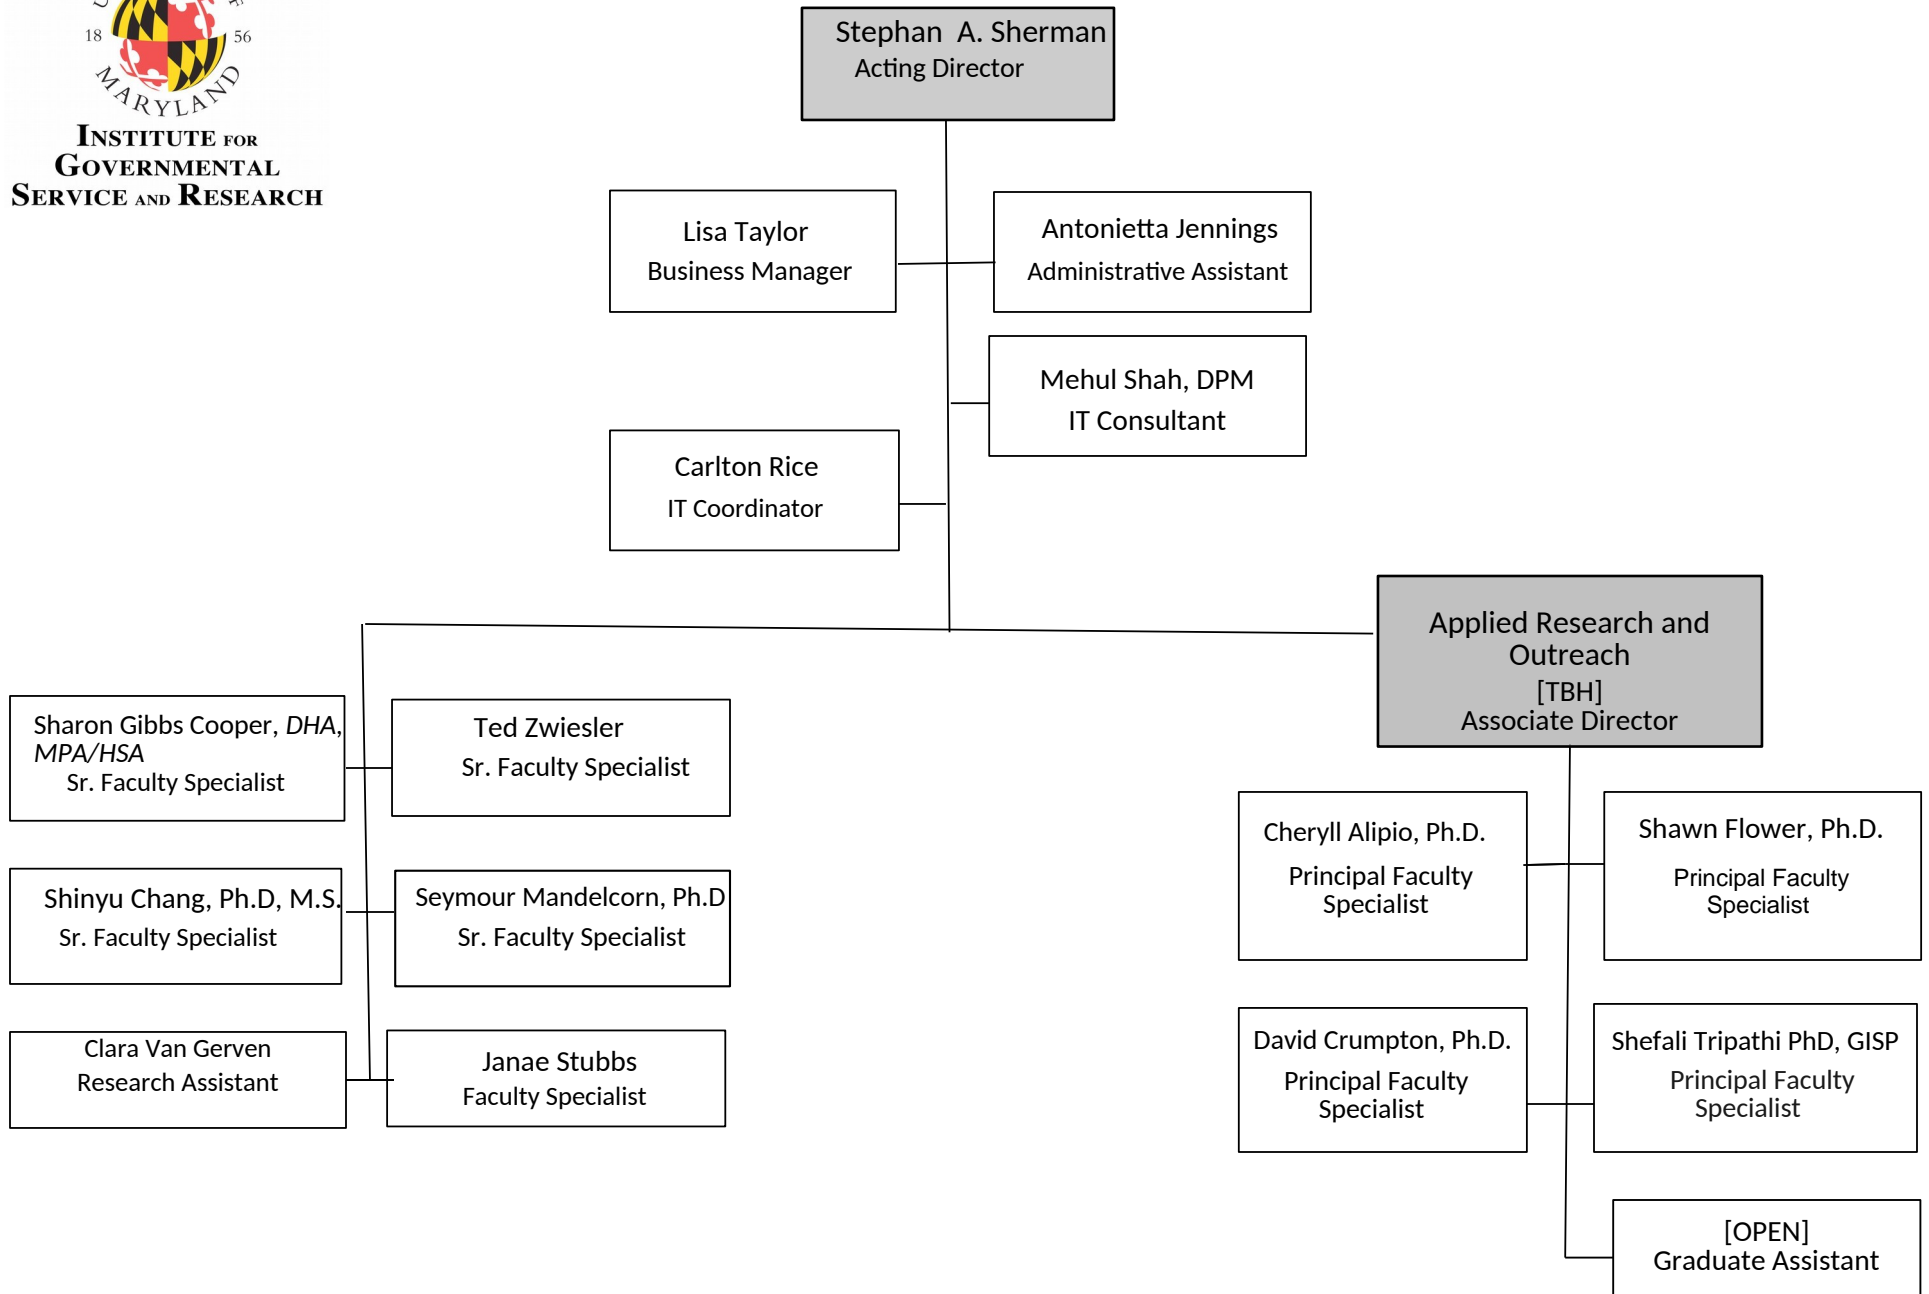 18 56
MARYLAND
INSTITUTE FOR
GOVERNMENTAL
SERVICE AND RESEARCH
Stephan A. Sherman
Acting Director
Lisa Taylor
Business Manager
Antonietta Jennings
Administrative Assistant
Mehul Shah, DPM
IT Consultant
Carlton Rice
IT Coordinator
Applied Research and
Outreach
[TBH]
Associate Director
Sharon Gibbs Cooper, DHA,
MPA/HSA
Sr. Faculty Specialist
Ted Zwiesler
Sr. Faculty Specialist
Shinyu Chang, Ph.D, M.S.
Sr. Faculty Specialist
Seymour Mandelcorn, Ph.D
Sr. Faculty Specialist
Clara Van Gerven
Research Assistant
Janae Stubbs
Faculty Specialist
Cheryll Alipio, Ph.D.
Principal Faculty
Specialist
Shawn Flower, Ph.D.
Principal Faculty
Specialist
David Crumpton, Ph.D.
Principal Faculty
Specialist
Shefali Tripathi PhD, GISP
Principal Faculty
Specialist
[OPEN]
Graduate Assistant